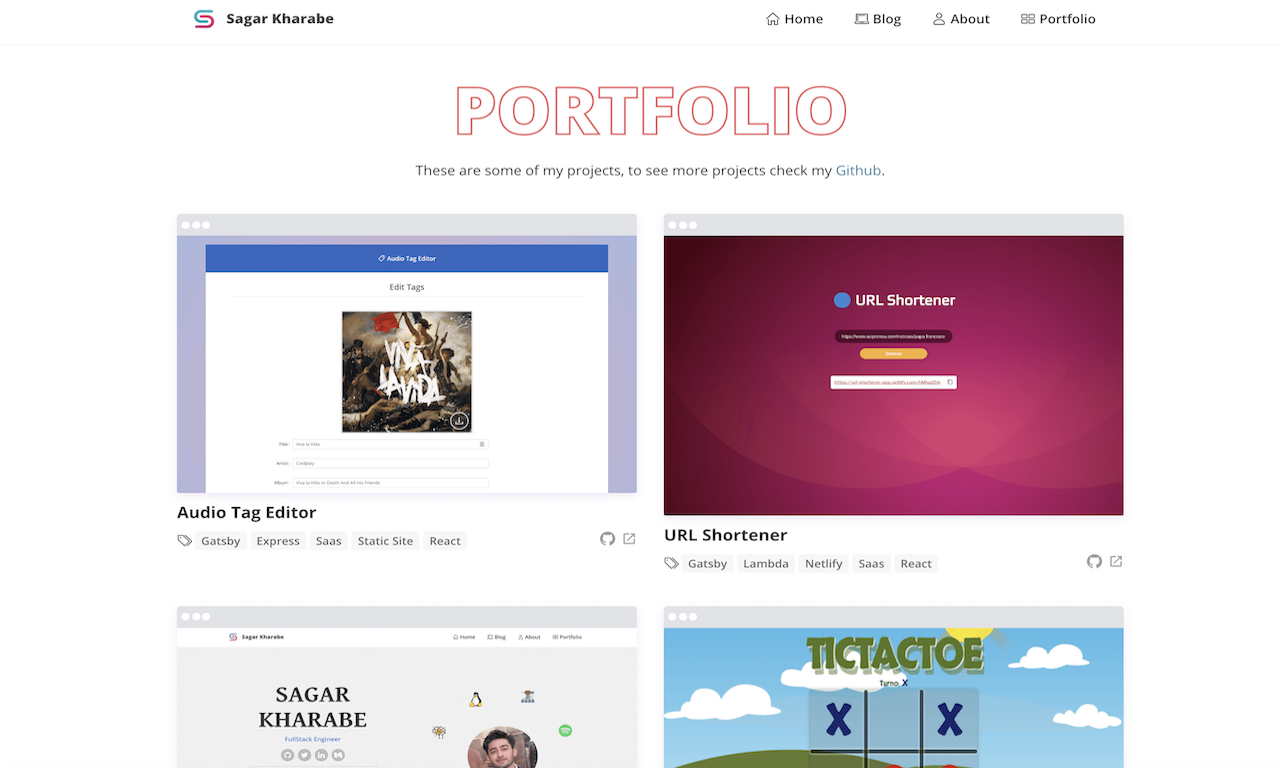 Sagar Kharabe
Home Blog About Portfolio
PORTFOLIO
These are some of my projects, to see more projects check my Github.
Audio Tag Editor
Edit Tags
VIVA
LA VIDA
Title: Viva la Vida
Artist: Coldplay
Album: Viva la Vida or Death And All His Friends
Audio Tag Editor
Gatsby Express Saas Static Site React
URL Shortener
URL Shortener
Gatsby Lambda Netlify Saas React
Sagar Kharabe
Home Blog About Portfolio
SAGAR
KHARABE
FullStack Engineer
TICTACTOE
Turno: X
X X